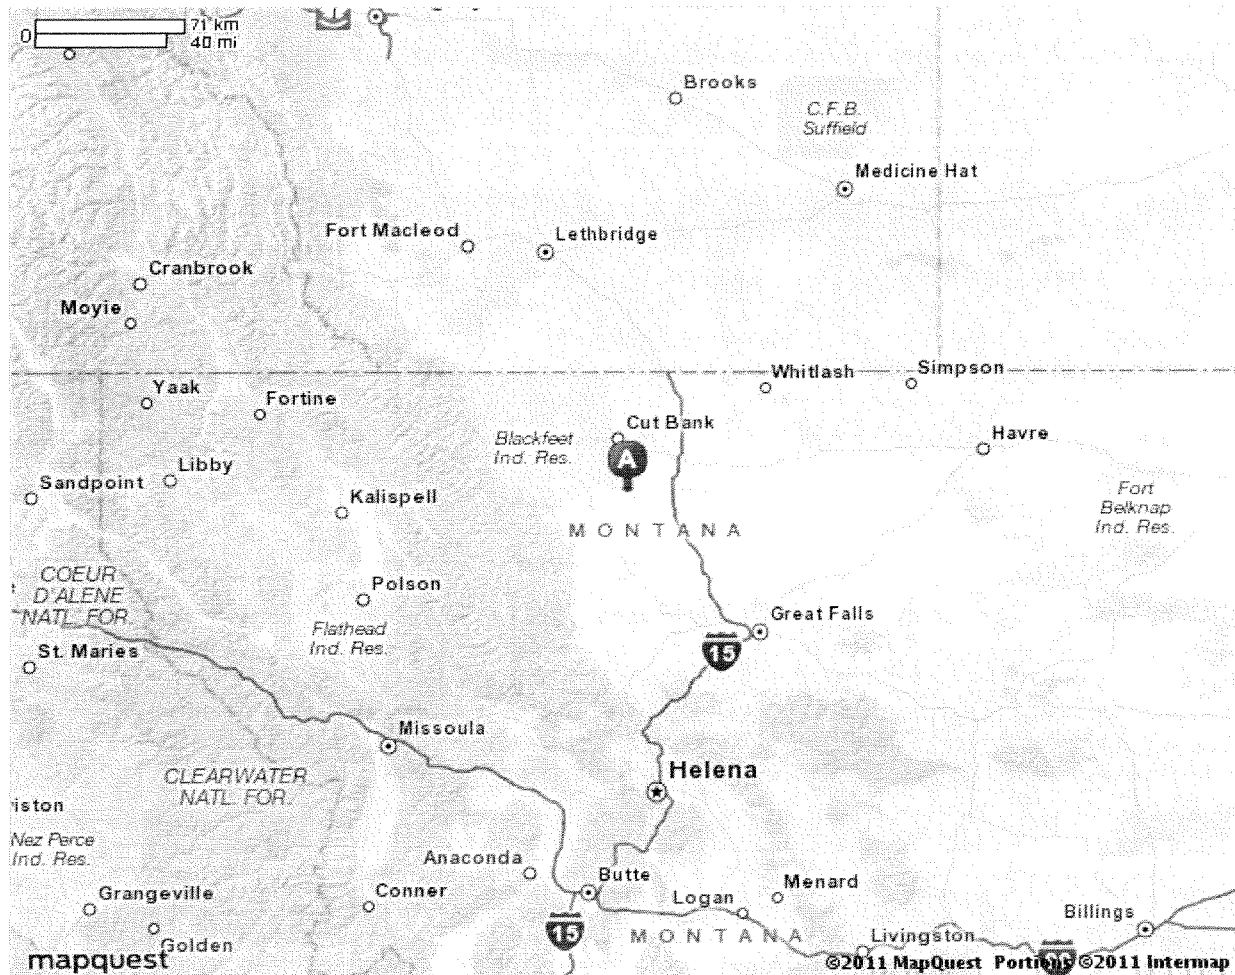 71 km
0
40 mi
Brooks
C.F.B.
Suffield
Medicine Hat
Fort Macleod
Lethbridge
Cranbrook
Moyie
Whitlash
Simpson
Yaak
Fortine
Cut Bank
Blackfeet
Ind. Res.
A
Havre
Libby
Sandpoint
Kalispell
Fort
Belknap
Ind. Res.
MONTANA
COEUR
D'ALENE
NATL. FOR.
Polson
Great Falls
Flathead
Ind. Res.
15
St. Maries
Missoula
Helena
CLEARWATER
NATL. FOR.
riston
Nez Perce
Ind. Res.
Anaconda
Butte
Menard
Grangeville
Conner
Logan
Billings
15
Golden
MONTANA
Livingston
mapquest
©2011 MapQuest Portions ©2011 Intermap